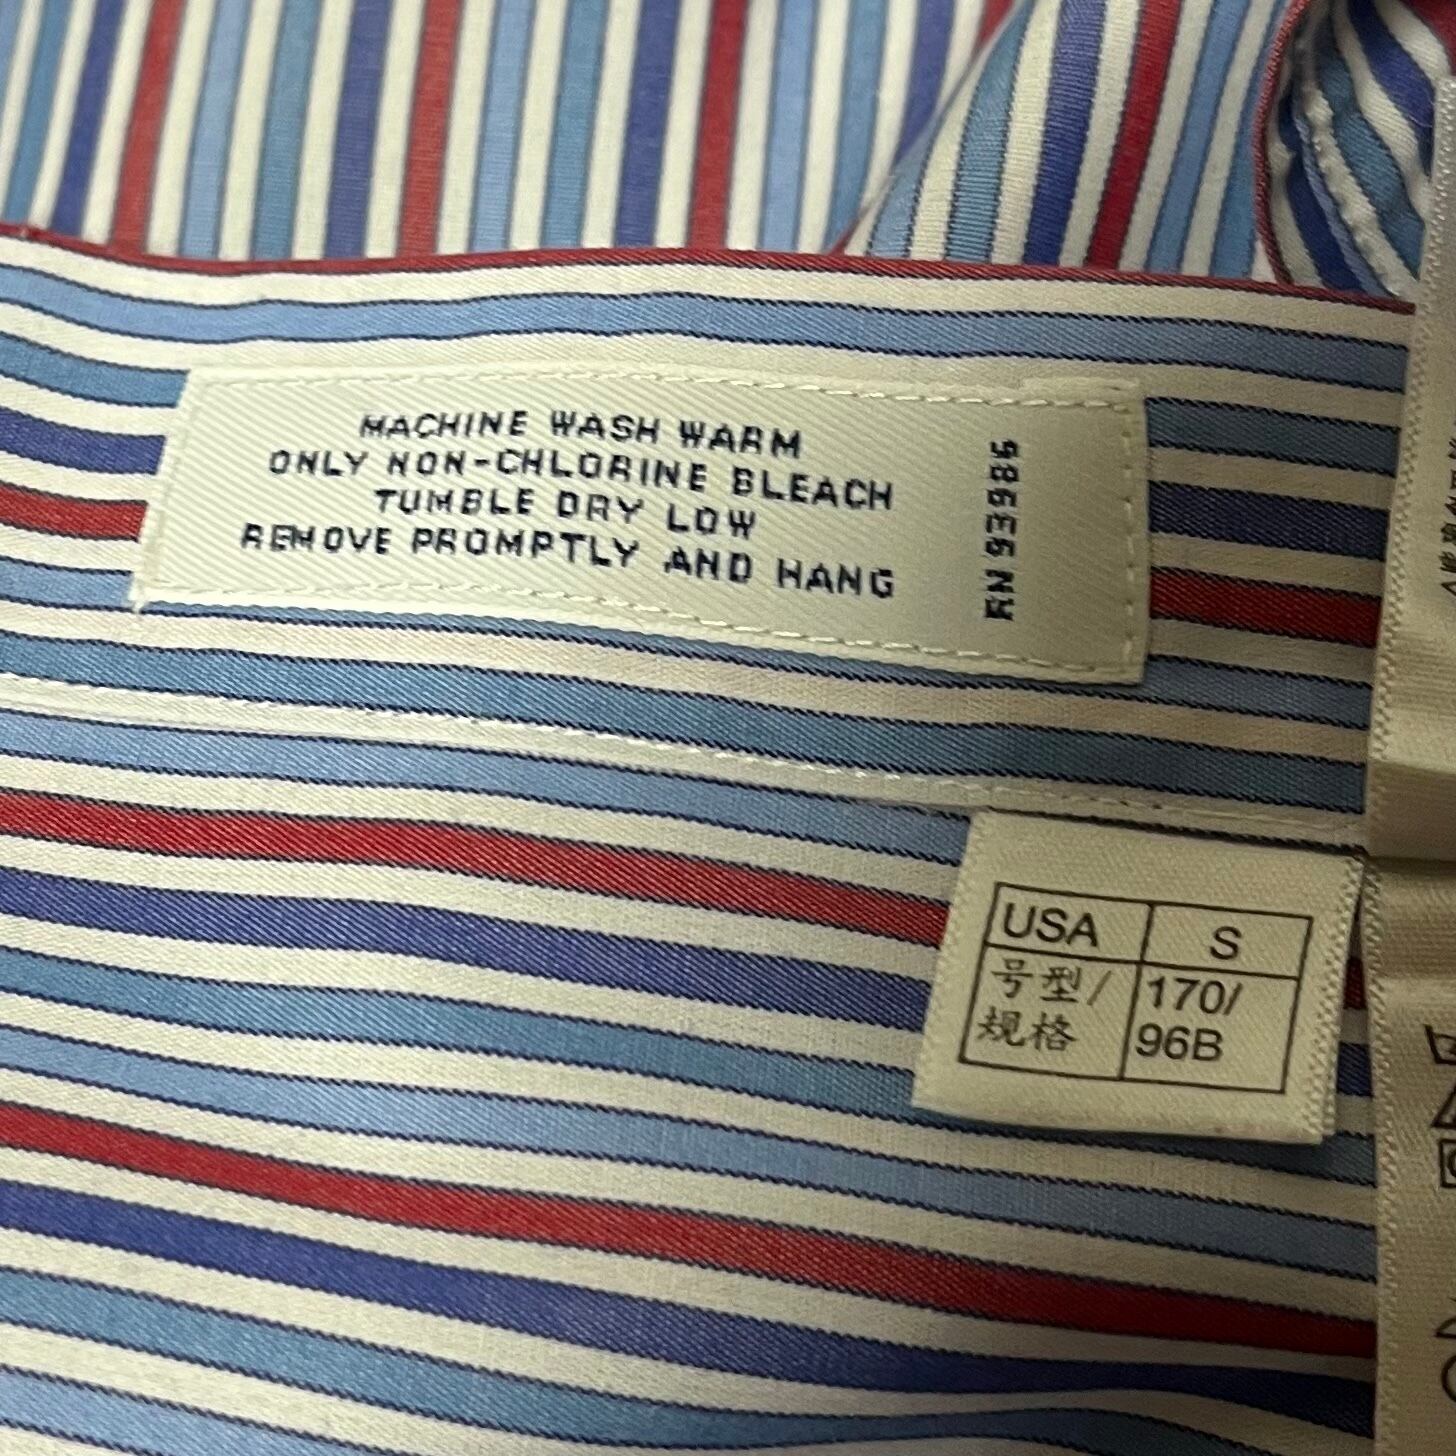 MACHINE WASH WARM
ONLY NON-CHLORINE BLEACH
TUMBLE DRY LOW
REMOVE PROMPTLY AND HANG
RN 93985
USA S
号型/ 170/
规格 96B